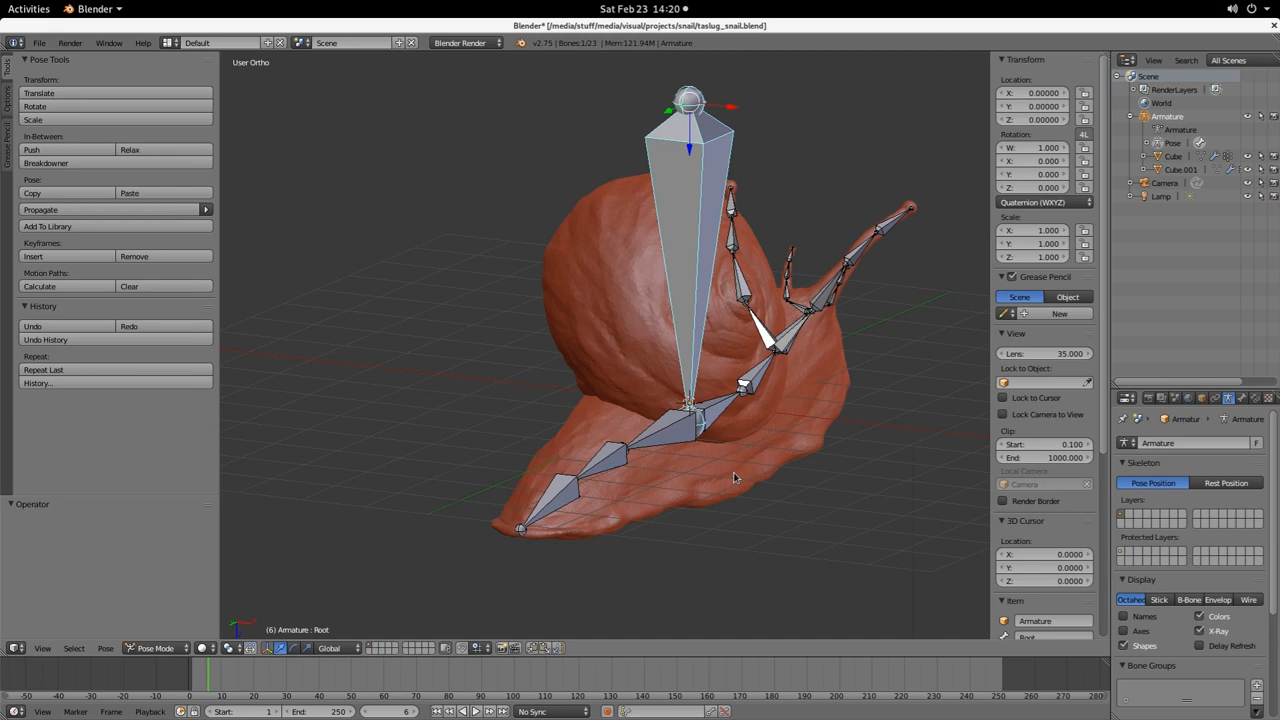 Activities Blender Sat Feb 23 14:20
Blender* [/media/stuff/media/visual/projects/snail/taslug_snail.blend]
File Render Window Help Default Scene Blender Render v2.75 | Bones:1/23 | Mem:121.94M | Armature
Tools
Options
Grease Pencil
Pose Tools
Transform:
Translate
Rotate
Scale
In-Between:
Push Relax
Breakdowner
Pose:
Copy Paste
Propagate
Add To Library
Keyframes:
Insert Remove
Motion Paths:
Calculate Clear
History
Undo Redo
Undo History
Repeat:
Repeat Last
History...
Operator
User Ortho
(6) Armature : Root
Transform
Location:
X: 0.00000
Y: 0.00000
Z: 0.00000
Rotation: 4L
W: 1.000
X: 0.000
Y: 0.000
Z: 0.000
Quaternion (WXYZ)
Scale:
X: 1.000
Y: 1.000
Z: 1.000
Grease Pencil
Scene Object
New
View
Lens: 35.000
Lock to Object:
Lock to Cursor
Lock Camera to View
Clip:
Start: 0.100
End: 1000.000
Local Camera:
Camera
Render Border
3D Cursor
Location:
X: 0.0000
Y: 0.0000
Z: 0.0000
Item
Armature
Root
View Search All Scenes
Scene
RenderLayers
World
Armature
Armature
Pose
Cube
Cube.001
Camera
Lamp
Armatur Armature
Armature F
Skeleton
Pose Position Rest Position
Layers:
Protected Layers:
Display
Octahed Stick B-Bone Envelop Wire
Names Colors
Axes X-Ray
Shapes Delay Refresh
Bone Groups
View Select Pose Pose Mode Global
-50 -40 -30 -20 -10 0 10 20 30 40 50 60 70 80 90 100 110 120 130 140 150 160 170 180 190 200 210 220 230 240 250 260 270 280
View Marker Frame Playback Start: 1 End: 250 6 No Sync